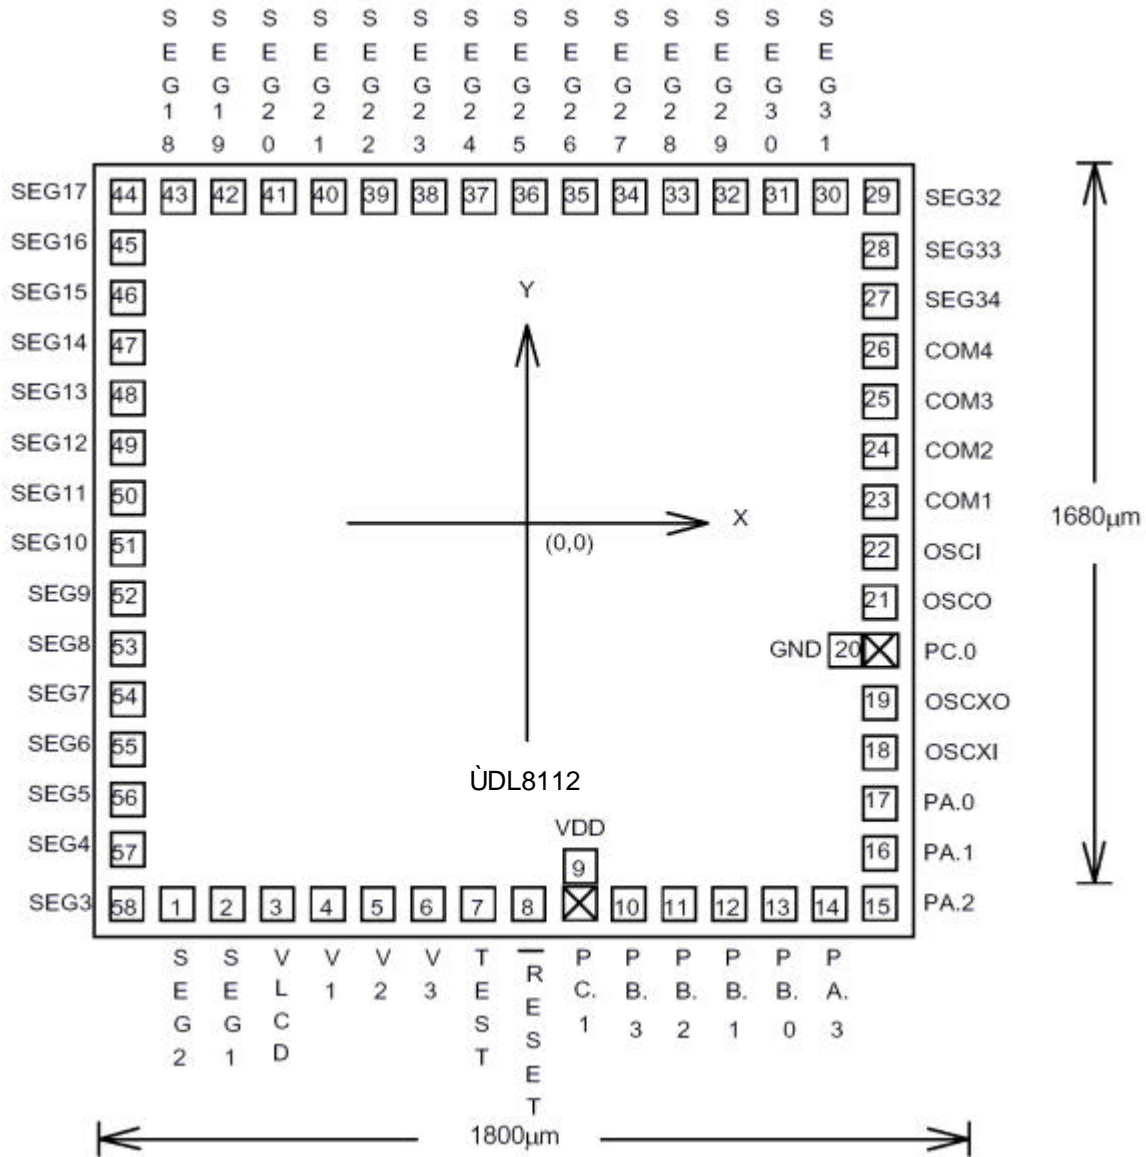 SEG18 SEG19 SEG20 SEG21 SEG22 SEG23 SEG24 SEG25 SEG26 SEG27 SEG28 SEG29 SEG30 SEG31
SEG17 44 43 42 41 40 39 38 37 36 35 34 33 32 31 30 29 SEG32
SEG16 45 28 SEG33
SEG15 46 Y 27 SEG34
SEG14 47 26 COM4
SEG13 48 25 COM3
SEG12 49 24 COM2
SEG11 50 23 COM1
X
1680µm
(0,0)
SEG10 51 22 OSCI
SEG9 52 21 OSCO
SEG8 53 GND 20 PC.0
SEG7 54 19 OSCXO
SEG6 55 18 OSCXI
ÙDL8112
SEG5 56 17 PA.0
VDD
SEG4 57 9 16 PA.1
SEG3 58 1 2 3 4 5 6 7 8 10 11 12 13 14 15 PA.2
SEG2 SEG1 VLCD V1 V2 V3 TEST RESET PC.1 PB.3 PB.2 PB.1 PB.0 PA.3
1800µm